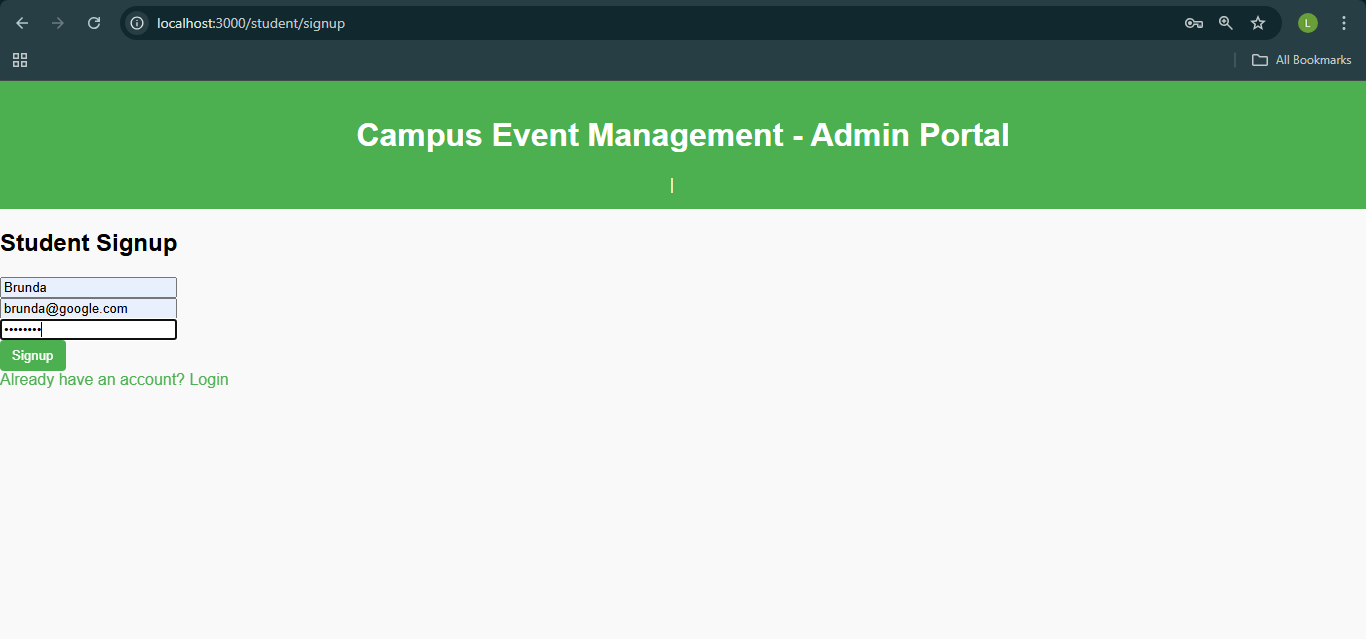 localhost:3000/student/signup
L
All Bookmarks
Campus Event Management - Admin Portal
|
Student Signup
Brunda
brunda@google.com
••••••••
Signup
Already have an account? Login